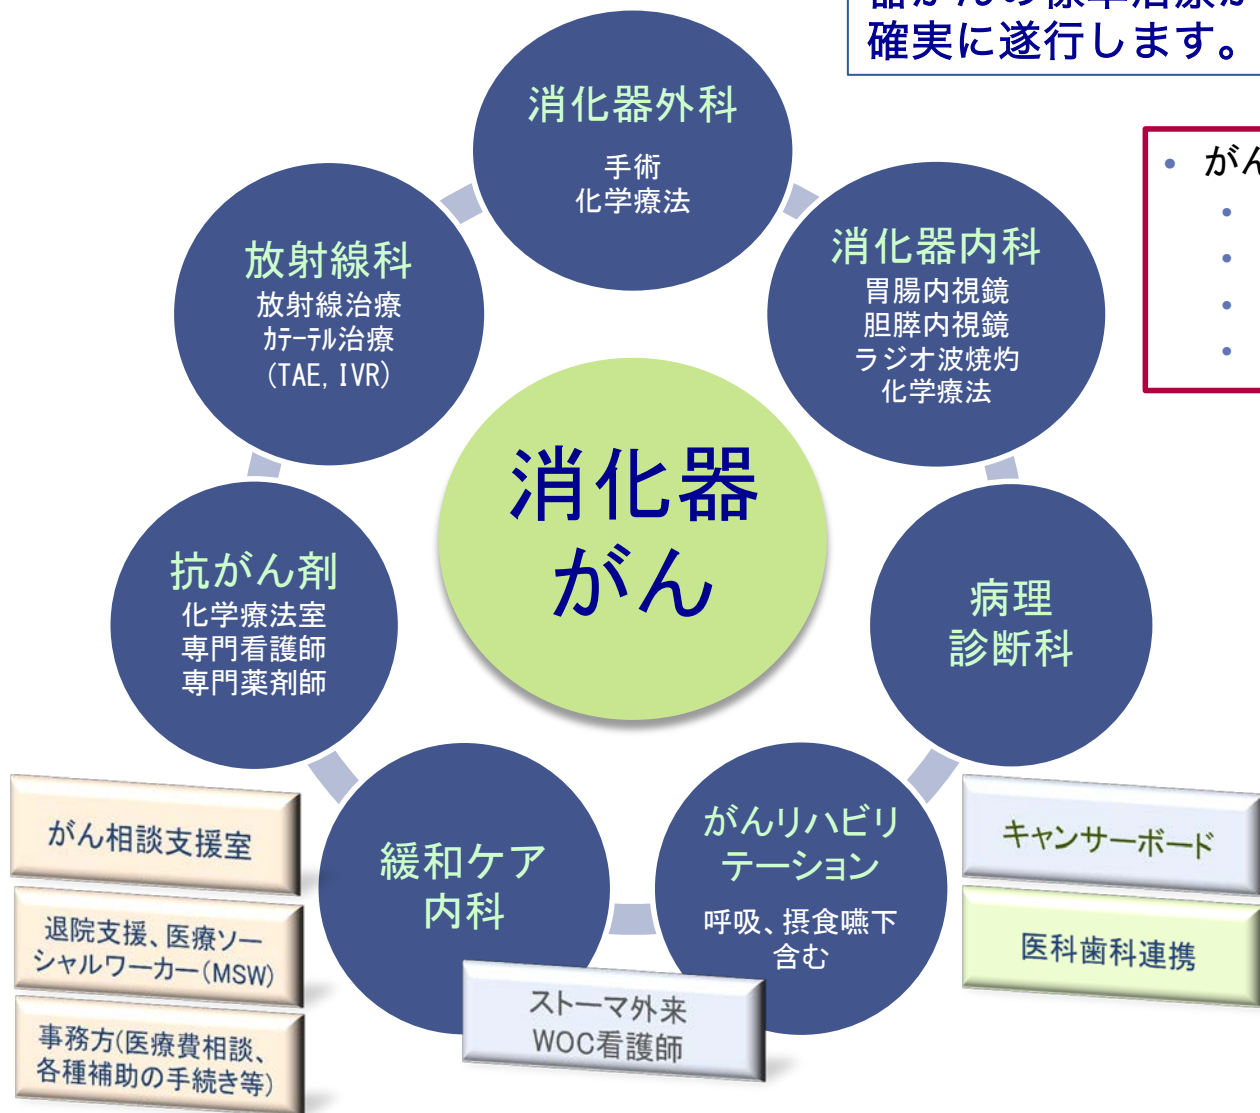 確実に遂行します。
• がん
消化器外科
手術
化学療法
消化器内科
胃腸内視鏡
胆膵内視鏡
ラジオ波焼灼
化学療法
放射線科
放射線治療
ｶﾃｰﾃﾙ治療
(TAE, IVR)
消化器
がん
抗がん剤
化学療法室
専門看護師
専門薬剤師
病理
診断科
緩和ケア
内科
がんリハビリ
テーション
呼吸、摂食嚥下
含む
がん相談支援室
退院支援、医療ソー
シャルワーカー(MSW)
事務方(医療費相談、
各種補助の手続き等)
ストーマ外来
WOC看護師
キャンサーボード
医科歯科連携